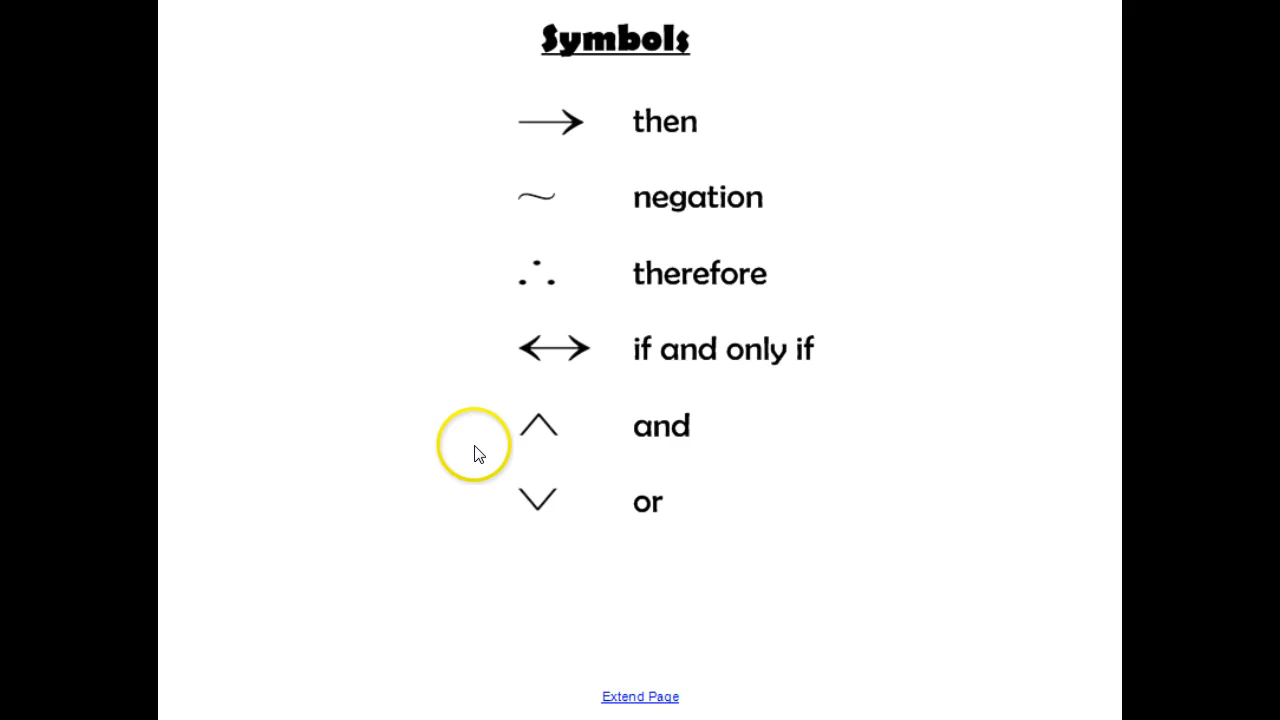 Symbols
→ then
~ negation
∴ therefore
↔ if and only if
∧ and
∨ or
Extend Page